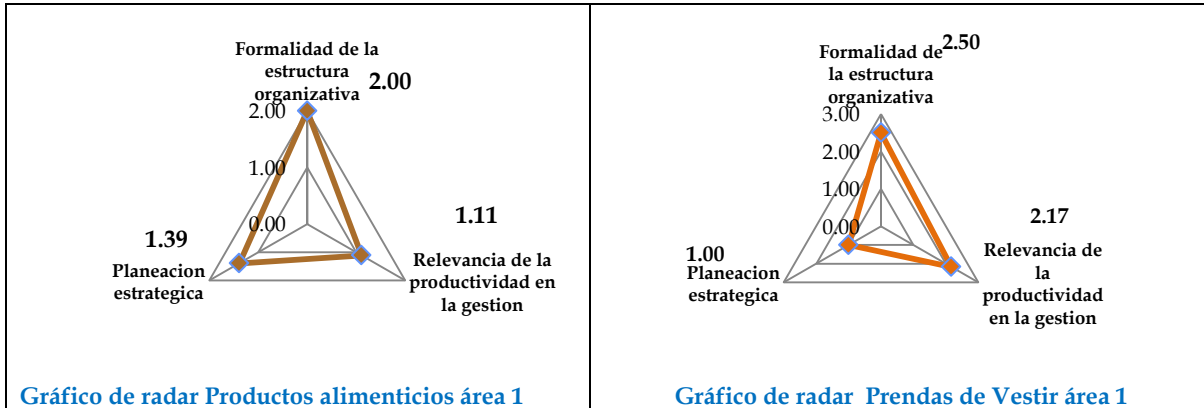 Formalidad de la
estructura
organizativa
2.00
2.00
1.00
0.00
1.11
1.39
Relevancia de la
productividad en
la gestion
Planeacion
estrategica
Gráfico de radar Productos alimenticios área 1
Formalidad de
la estructura
organizativa
2.50
3.00
2.00
1.00
0.00
2.17
1.00
Relevancia de
la
productividad
en la gestion
Planeacion
estrategica
Gráfico de radar Prendas de Vestir área 1